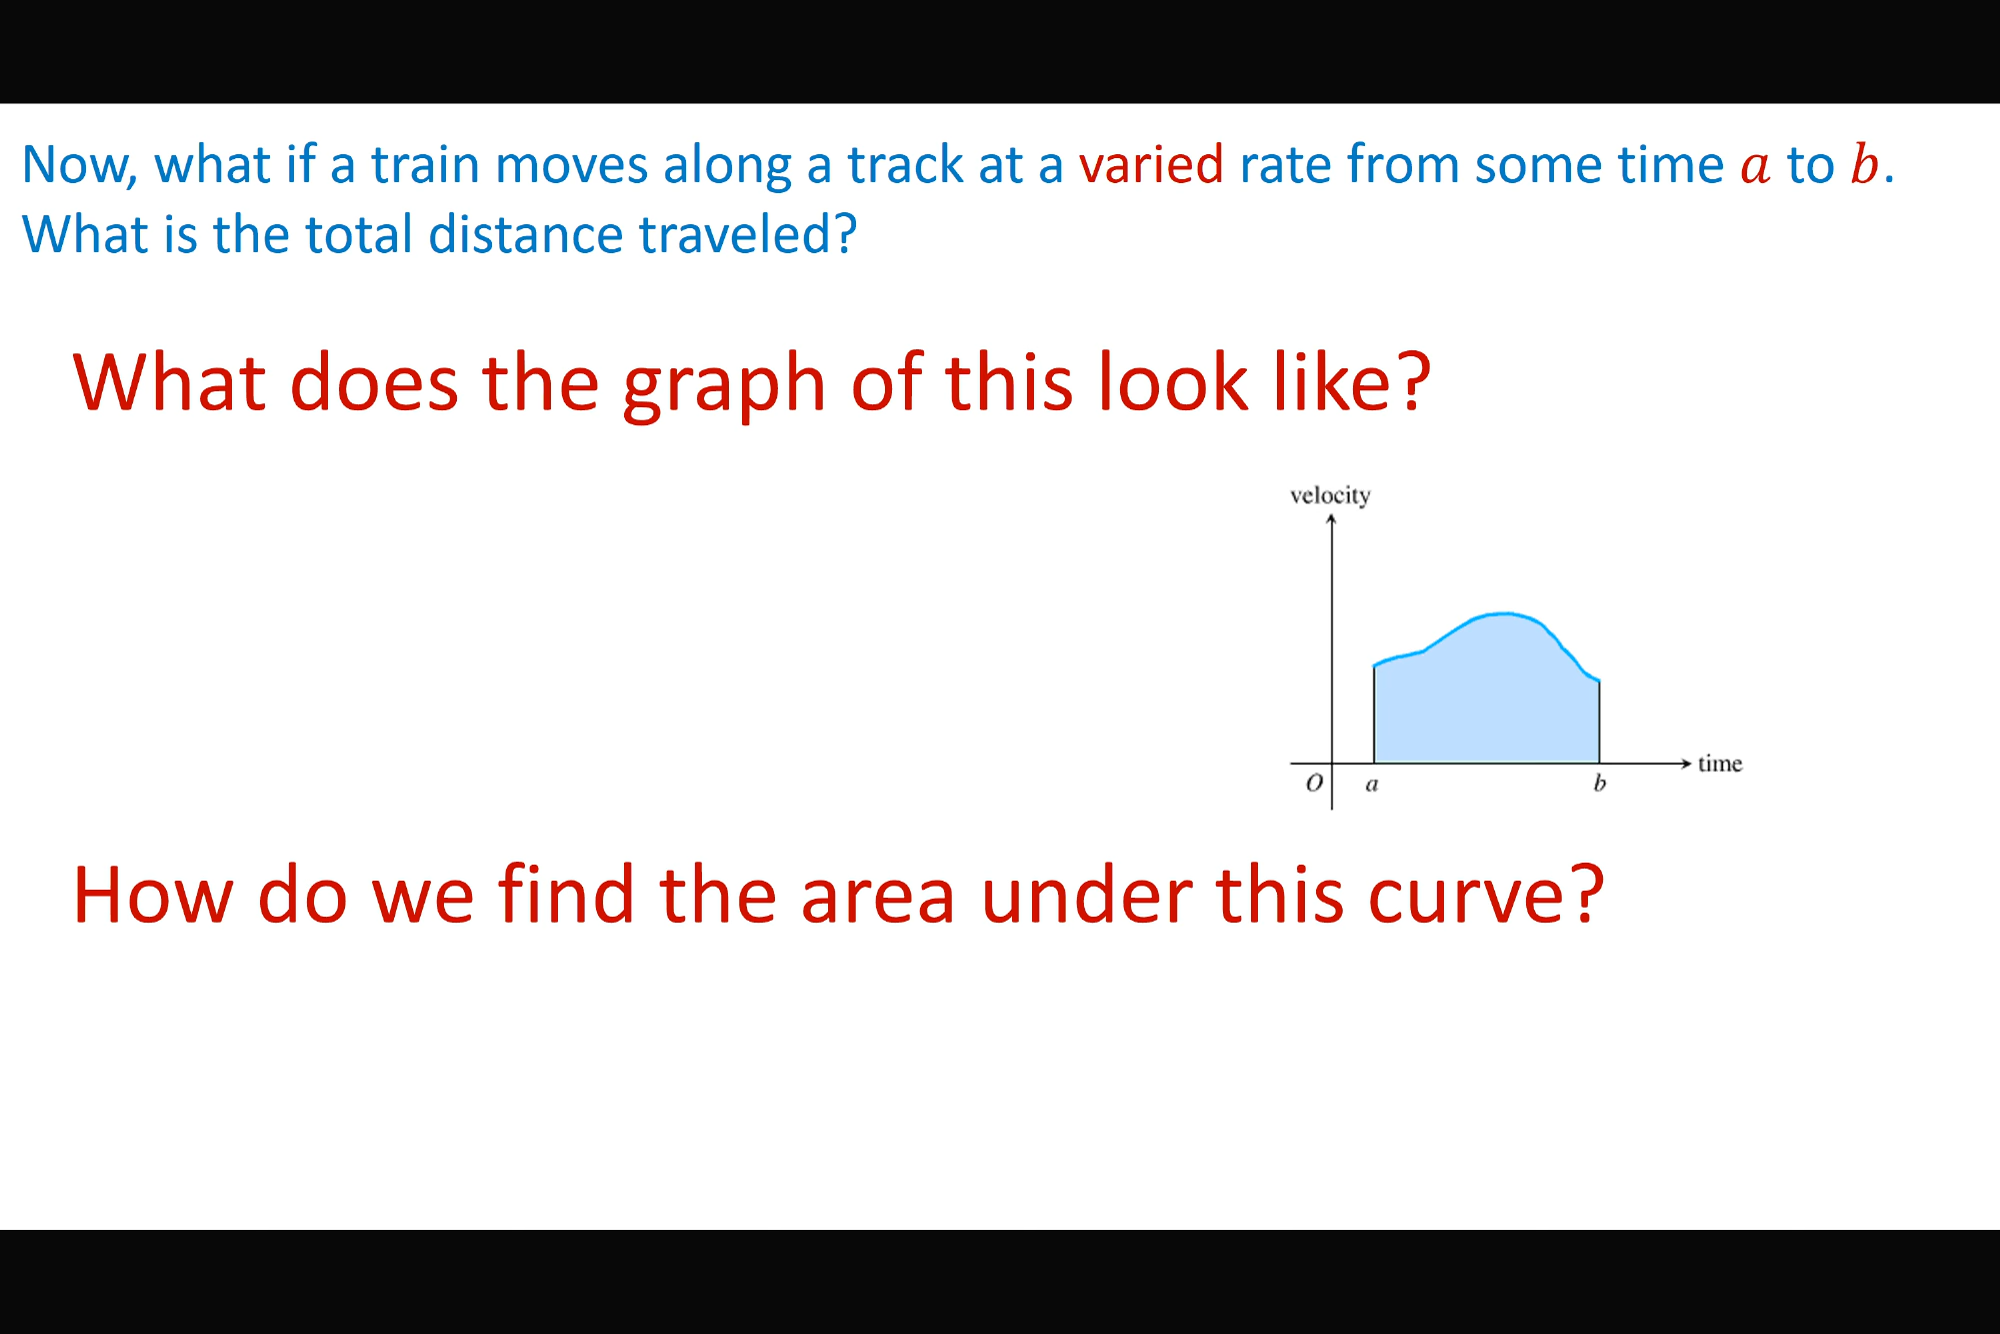 Now, what if a train moves along a track at a varied rate from some time a to b.
What is the total distance traveled?
What does the graph of this look like?
velocity
time
O
a
b
How do we find the area under this curve?